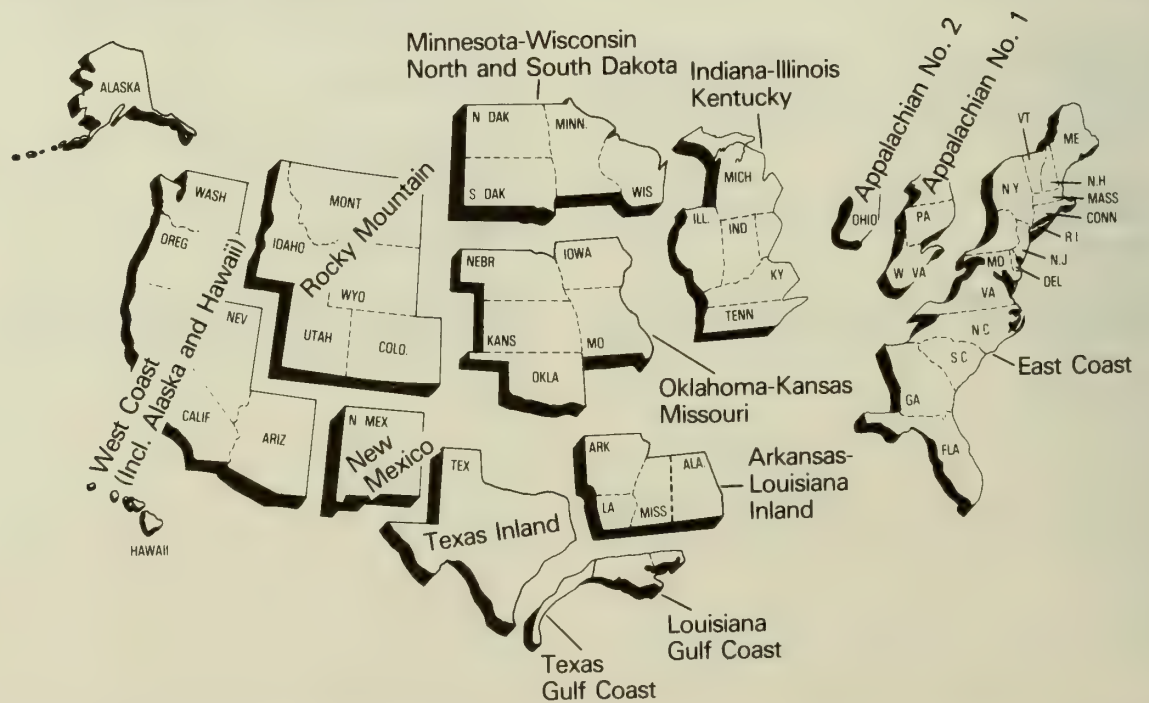 ALASKA
Minnesota-Wisconsin
North and South Dakota
Indiana-Illinois
Kentucky
Appalachian No. 2
Appalachian No. 1
WASH
OREG
NEV
CALIF
ARIZ
West Coast
(Incl. Alaska and Hawaii)
HAWAII
MONT
IDAHO
Rocky Mountain
WYO
UTAH
COLO.
N DAK
MINN.
S DAK
WIS
NEBR
IOWA
KANS
MO
OKLA
Oklahoma-Kansas
Missouri
MICH
ILL.
IND
KY
TENN
OHIO
PA
W VA
VT
ME
N Y
N.H
MASS
CONN
R I
N.J
DEL
MD
VA
N C
S C
GA
FLA
East Coast
N MEX
New
Mexico
TEX
Texas Inland
ARK
ALA.
LA
MISS
Arkansas-
Louisiana
Inland
Louisiana
Gulf Coast
Texas
Gulf Coast